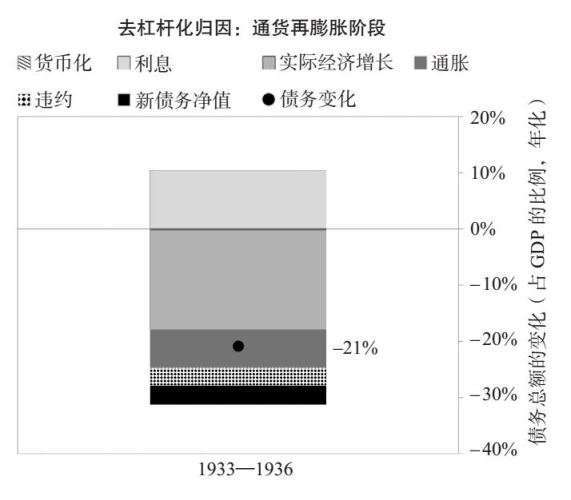 去杠杆化归因：通货再膨胀阶段
货币化 利息 实际经济增长 通胀
违约 新债务净值 债务变化
20%
10%
0%
−10%
−20%
−30%
−40%
–21%
债务总额的变化（占GDP的比例，年化）
1933—1936